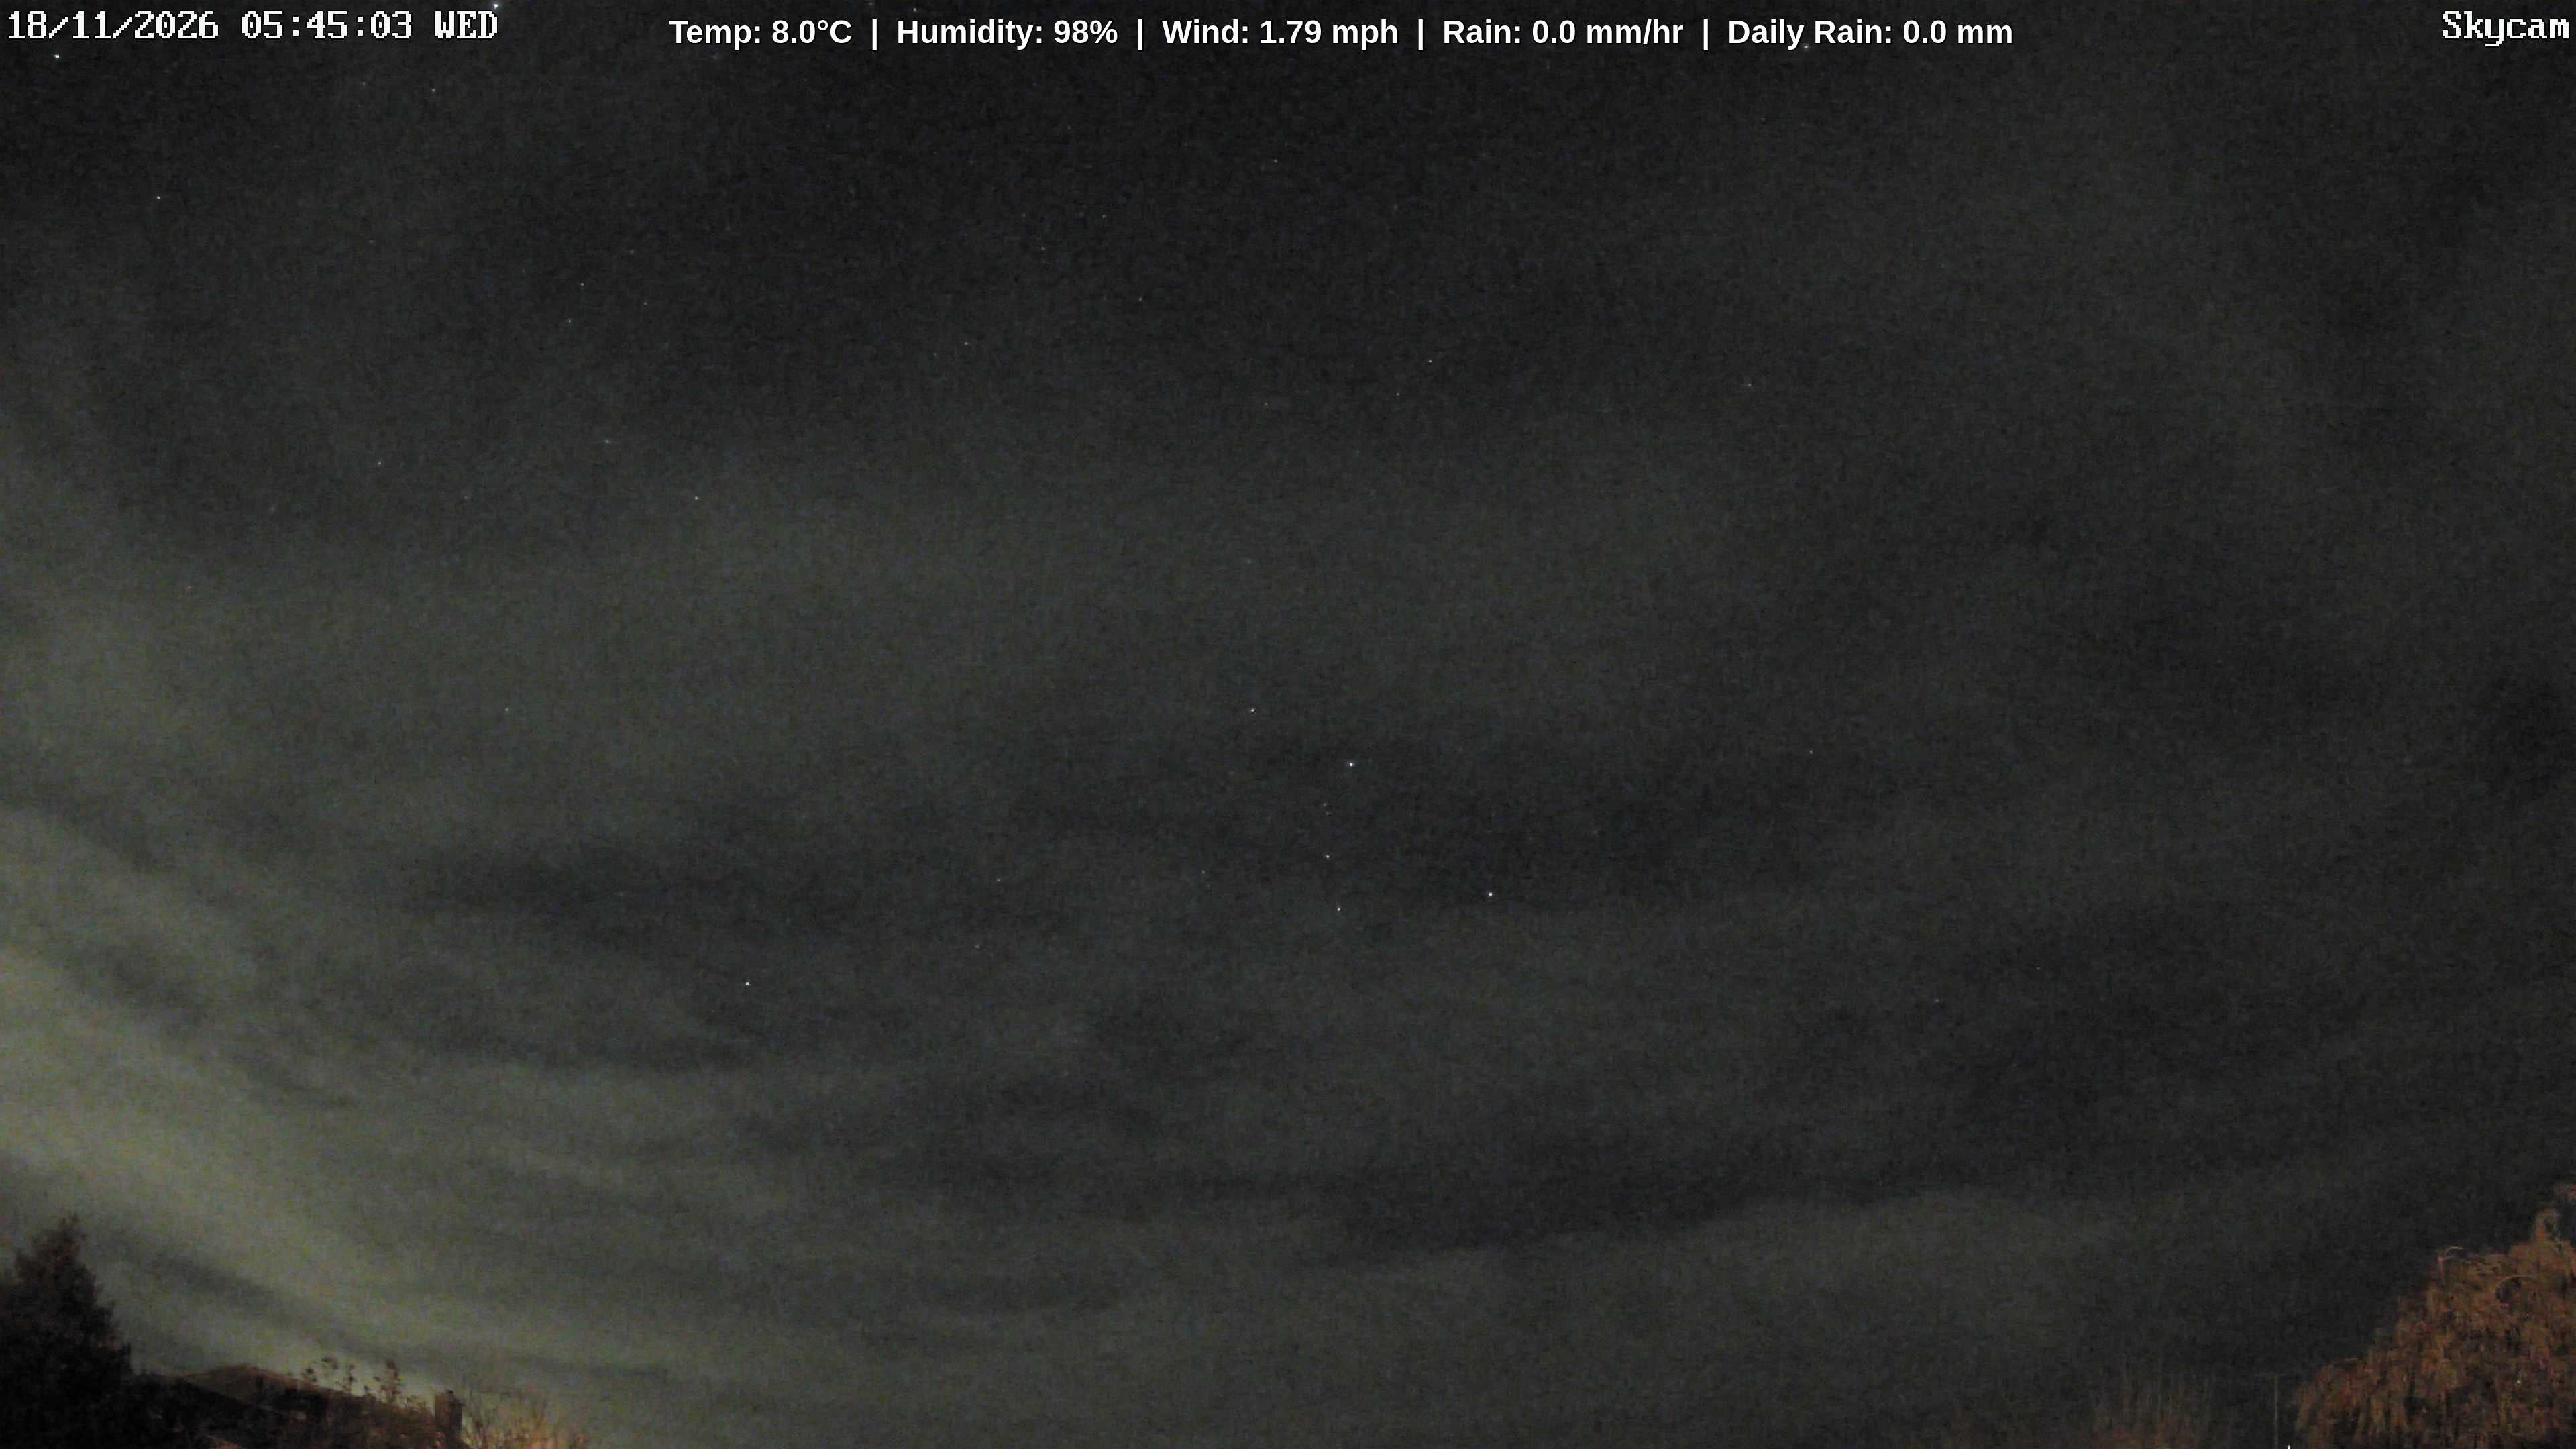 18/11/2026 05:45:03 WED
Temp: 8.0°C | Humidity: 98% | Wind: 1.79 mph | Rain: 0.0 mm/hr | Daily Rain: 0.0 mm
Skycam